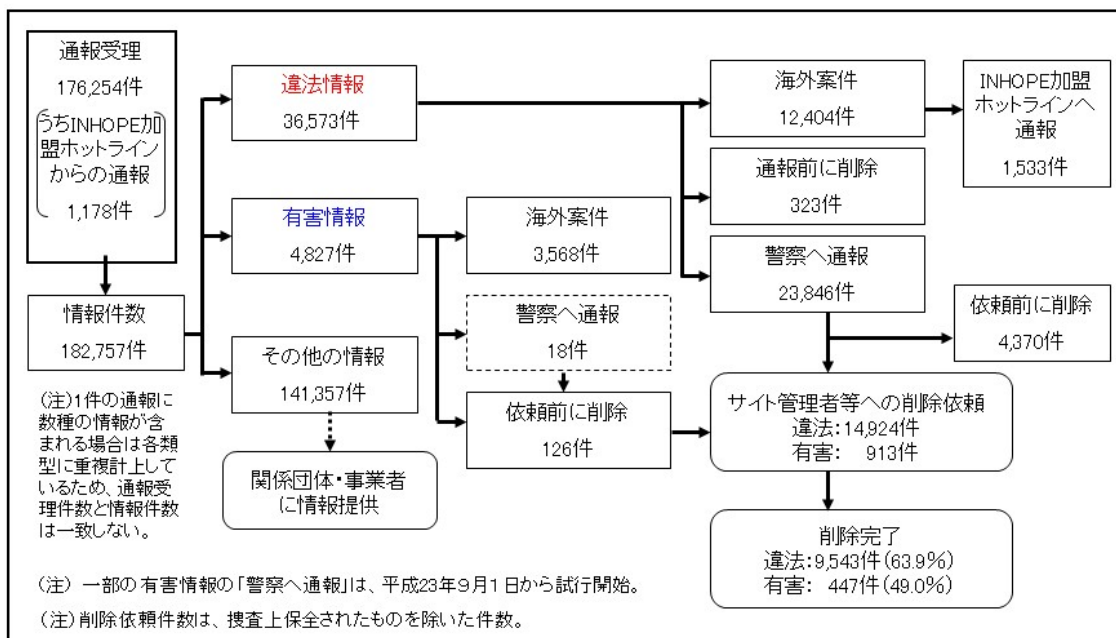 通報受理
176,254件
うちINHOPE加
盟ホットライン
からの通報
1,178件
情報件数
182,757件
(注)1件の通報に
数種の情報が含
まれる場合は各類
型に重複計上して
いるため、通報受
理件数と情報件数
は一致しない。
違法情報
36,573件
有害情報
4,827件
その他の情報
141,357件
関係団体・事業者
に情報提供
海外案件
3,568件
警察へ通報
18件
依頼前に削除
126件
海外案件
12,404件
通報前に削除
323件
警察へ通報
23,846件
INHOPE加盟
ホットラインへ
通報
1,533件
依頼前に削除
4,370件
サイト管理者等への削除依頼
違法:14,924件
有害: 913件
削除完了
違法:9,543件(63.9%)
有害: 447件(49.0%)
(注) 一部の有害情報の「警察へ通報」は、平成23年9月1日から試行開始。
(注)削除依頼件数は、捜査上保全されたものを除いた件数。